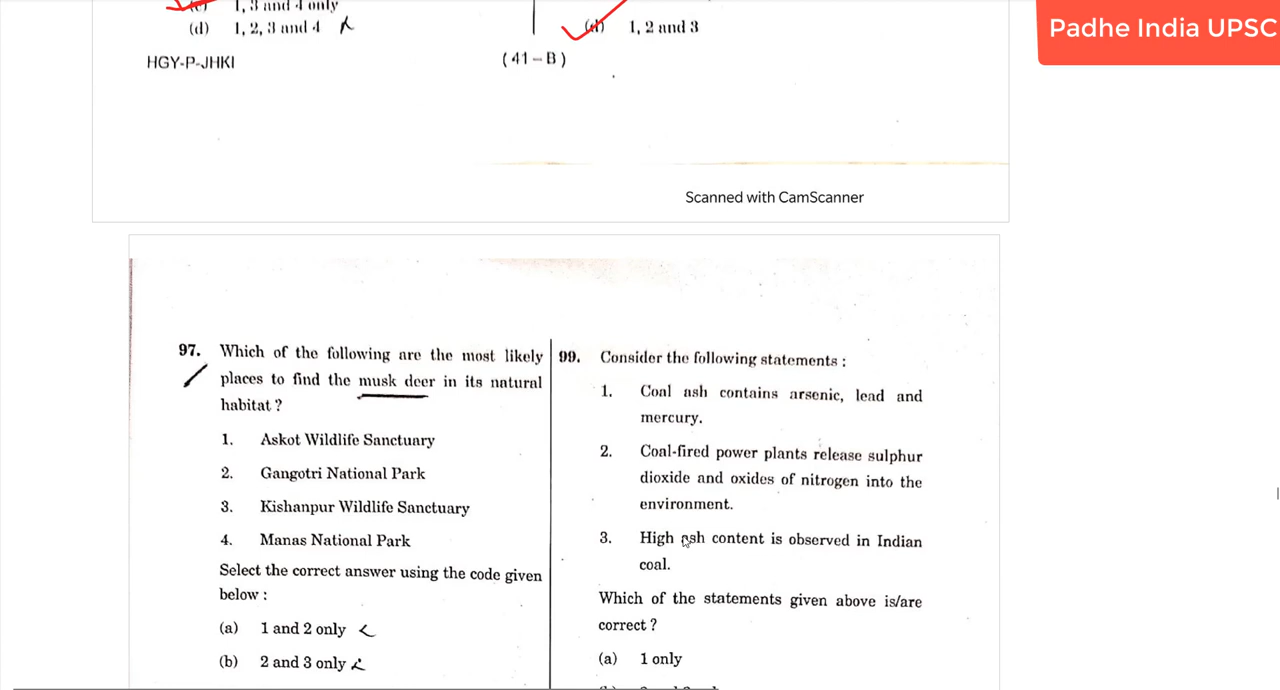 (c) 1, 3 and 4 only
(d) 1, 2, 3 and 4
(d) 1, 2 and 3
Padhe India UPSC
HGY-P-JHKI
( 41 – B )
Scanned with CamScanner
97. Which of the following are the most likely
places to find the musk deer in its natural
habitat ?
1. Askot Wildlife Sanctuary
2. Gangotri National Park
3. Kishanpur Wildlife Sanctuary
4. Manas National Park
Select the correct answer using the code given
below :
(a) 1 and 2 only
(b) 2 and 3 only
99. Consider the following statements :
1. Coal ash contains arsenic, lead and
mercury.
2. Coal-fired power plants release sulphur
dioxide and oxides of nitrogen into the
environment.
3. High ash content is observed in Indian
coal.
Which of the statements given above is/are
correct ?
(a) 1 only